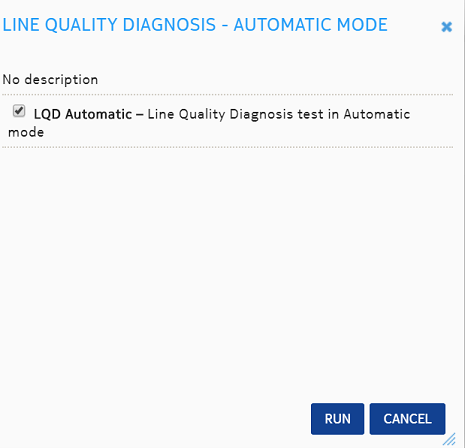 LINE QUALITY DIAGNOSIS - AUTOMATIC MODE
No description
LQD Automatic – Line Quality Diagnosis test in Automatic
mode
RUN CANCEL